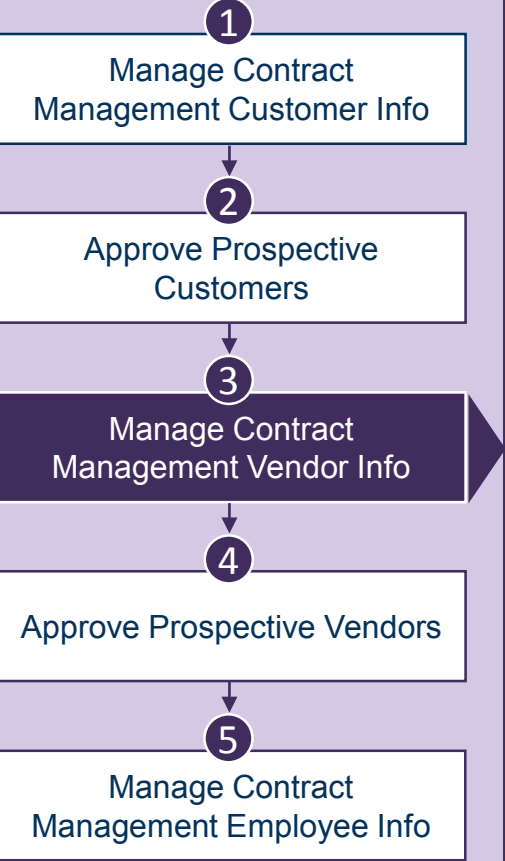 1
Manage Contract
Management Customer Info
2
Approve Prospective
Customers
3
Manage Contract
Management Vendor Info
4
Approve Prospective Vendors
5
Manage Contract
Management Employee Info